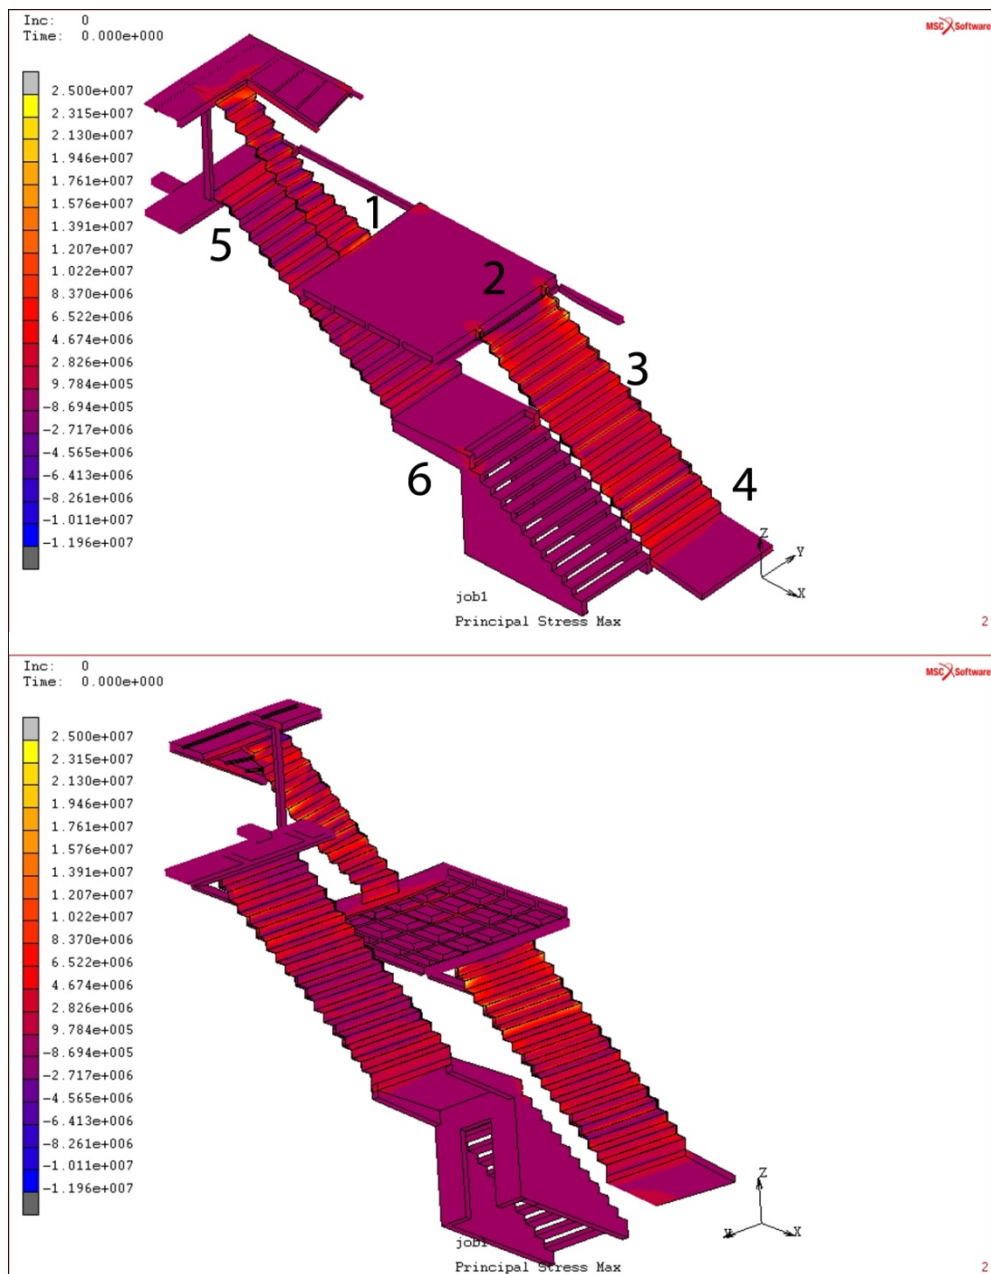 Inc: 0
Time: 0.000e+000
MSC Software
2.500e+007
2.315e+007
2.130e+007
1.946e+007
1.761e+007
1.576e+007
1.391e+007
1.207e+007
1.022e+007
8.370e+006
6.522e+006
4.674e+006
2.826e+006
9.784e+005
-8.694e+005
-2.717e+006
-4.565e+006
-6.413e+006
-8.261e+006
-1.011e+007
-1.196e+007
1
5
2
3
6
4
Z
Y
X
job1
Principal Stress Max
2
Inc: 0
Time: 0.000e+000
MSC Software
2.500e+007
2.315e+007
2.130e+007
1.946e+007
1.761e+007
1.576e+007
1.391e+007
1.207e+007
1.022e+007
8.370e+006
6.522e+006
4.674e+006
2.826e+006
9.784e+005
-8.694e+005
-2.717e+006
-4.565e+006
-6.413e+006
-8.261e+006
-1.011e+007
-1.196e+007
Z
Y
X
job1
Principal Stress Max
2